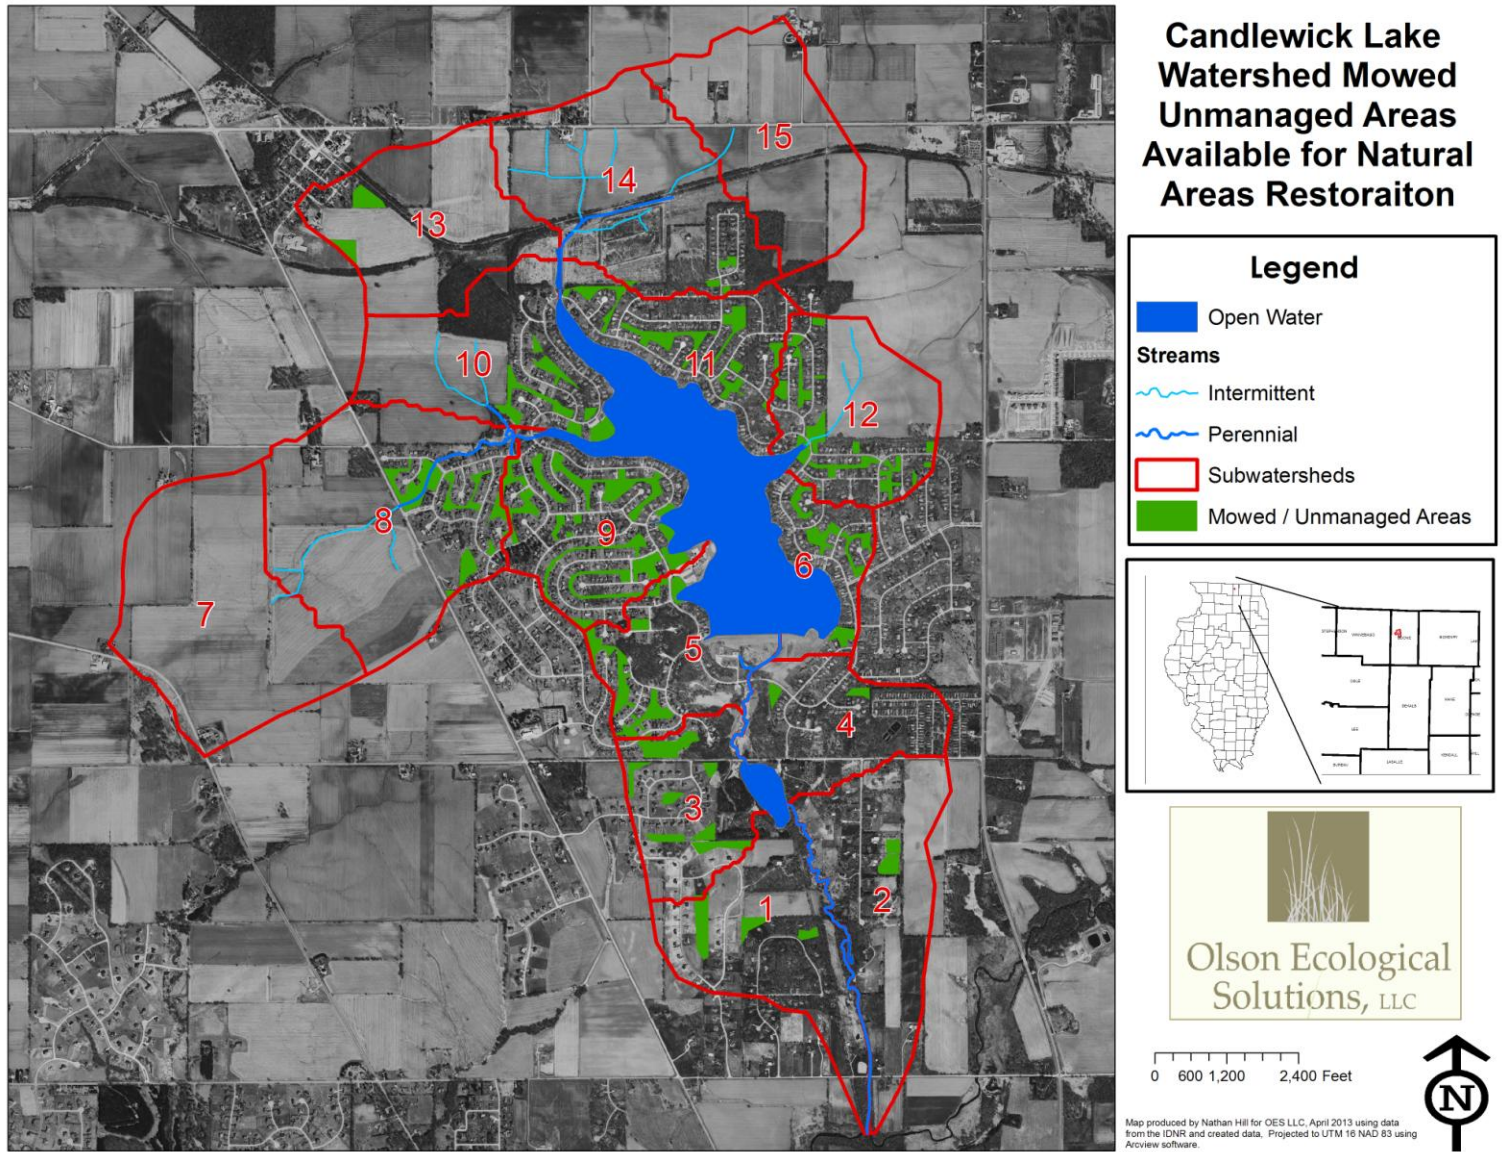 Candlewick Lake
Watershed Mowed
Unmanaged Areas
Available for Natural
Areas Restoraiton
Legend
Open Water
Streams
Intermittent
Perennial
Subwatersheds
Mowed / Unmanaged Areas
15
14
13
10
11
12
8
9
6
7
5
4
3
2
1
4
Olson Ecological
Solutions, LLC
0 600 1,200 2,400 Feet
N
Map produced by Nathan Hill for OES LLC, April 2013 using data
from the IDNR and created data, Projected to UTM 16 NAD 83 using
Arcview software.